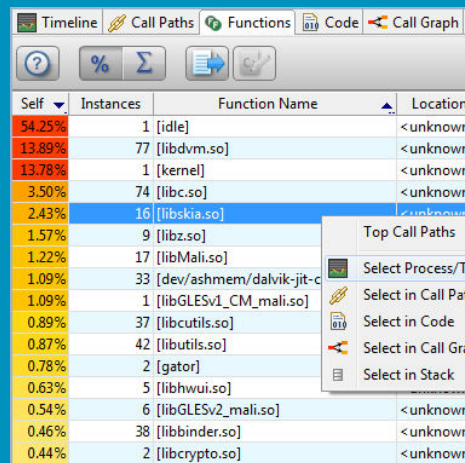 Timeline Call Paths Functions Code Call Graph
? % Σ
Self Instances Function Name Location
54.25% 1 [idle] <unknown
13.89% 77 [libdvm.so] <unknown
13.78% 1 [kernel] <unknown
3.50% 74 [libc.so] <unknown
2.43% 16 [libskia.so] <unknown
1.57% 9 [libz.so]
Top Call Paths
1.22% 17 [libMali.so]
Select Process/T
1.09% 33 [dev/ashmem/dalvik-jit-c
1.09% 1 [libGLESv1_CM_mali.so]
Select in Call Pat
0.89% 37 [libcutils.so]
Select in Code
0.87% 42 [libutils.so]
Select in Call Gra
0.78% 2 [gator]
Select in Stack
0.63% 5 [libhwui.so]
0.54% 6 [libGLESv2_mali.so] <unknown
0.46% 38 [libbinder.so] <unknown
0.44% 2 [libcrypto.so] <unknown